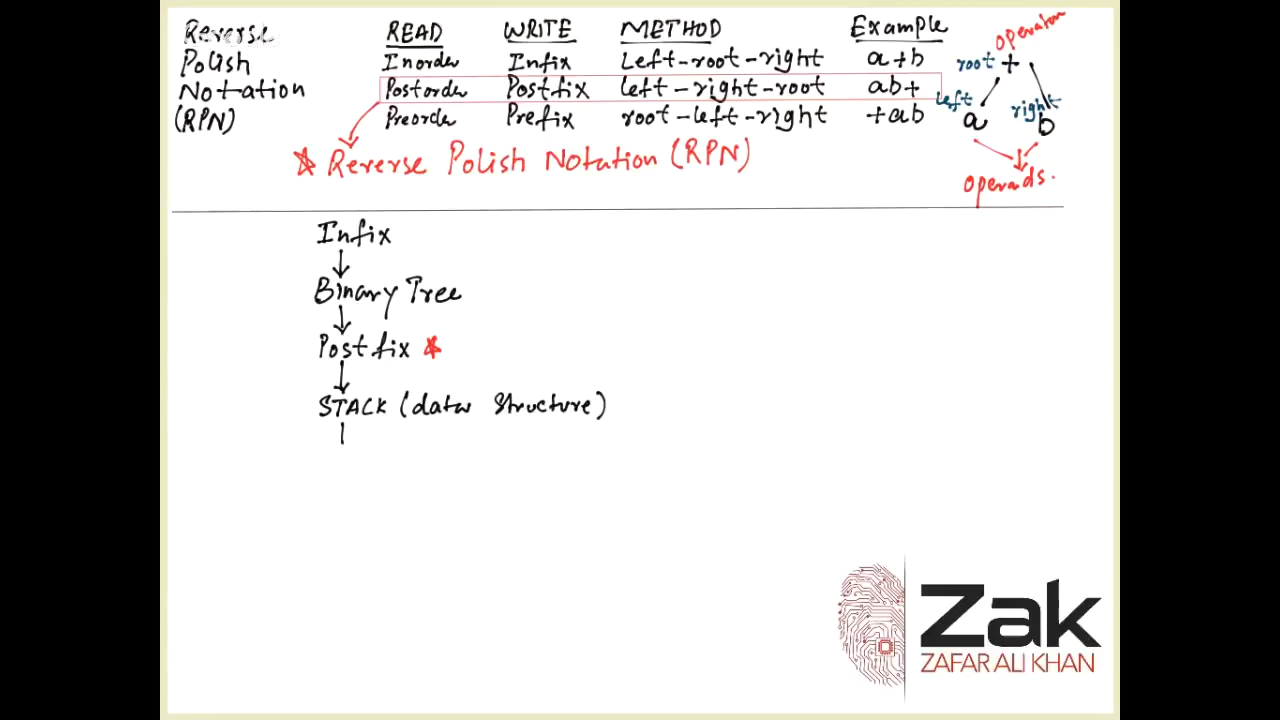 Reverse Polish Notation (RPN)
READ WRITE METHOD Example
Inorder Infix Left-root-right a+b
Postorder Postfix left-right-root ab+
Preorder Prefix root-left-right +ab
operator
root +
left right
a b
operads.
* Reverse Polish Notation (RPN)
Infix
Binary Tree
Postfix *
STACK (data structure)
Zak
ZAFAR ALI KHAN